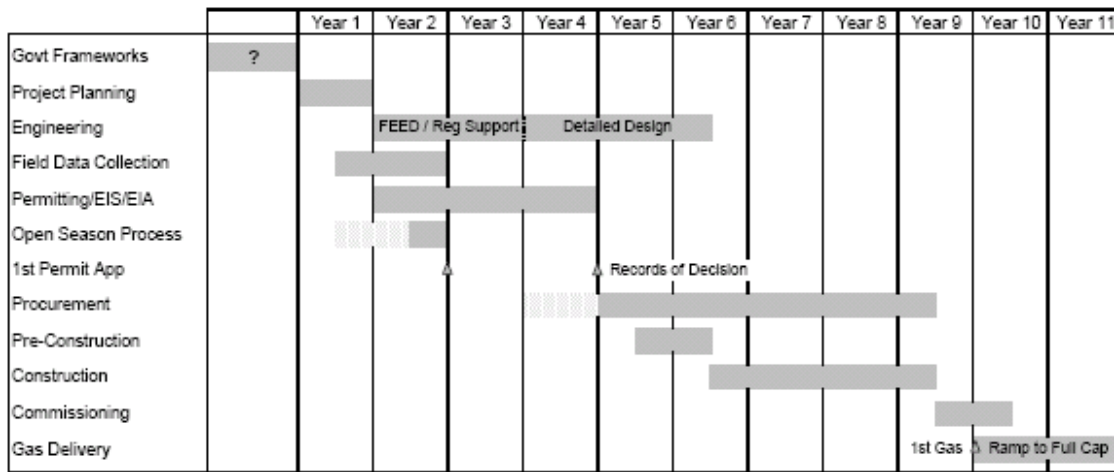 Year 1 Year 2 Year 3 Year 4 Year 5 Year 6 Year 7 Year 8 Year 9 Year 10 Year 11
Govt Frameworks ?
Project Planning
Engineering FEED / Reg Support Detailed Design
Field Data Collection
Permitting/EIS/EIA
Open Season Process
1st Permit App Records of Decision
Procurement
Pre-Construction
Construction
Commissioning
Gas Delivery 1st Gas Ramp to Full Cap